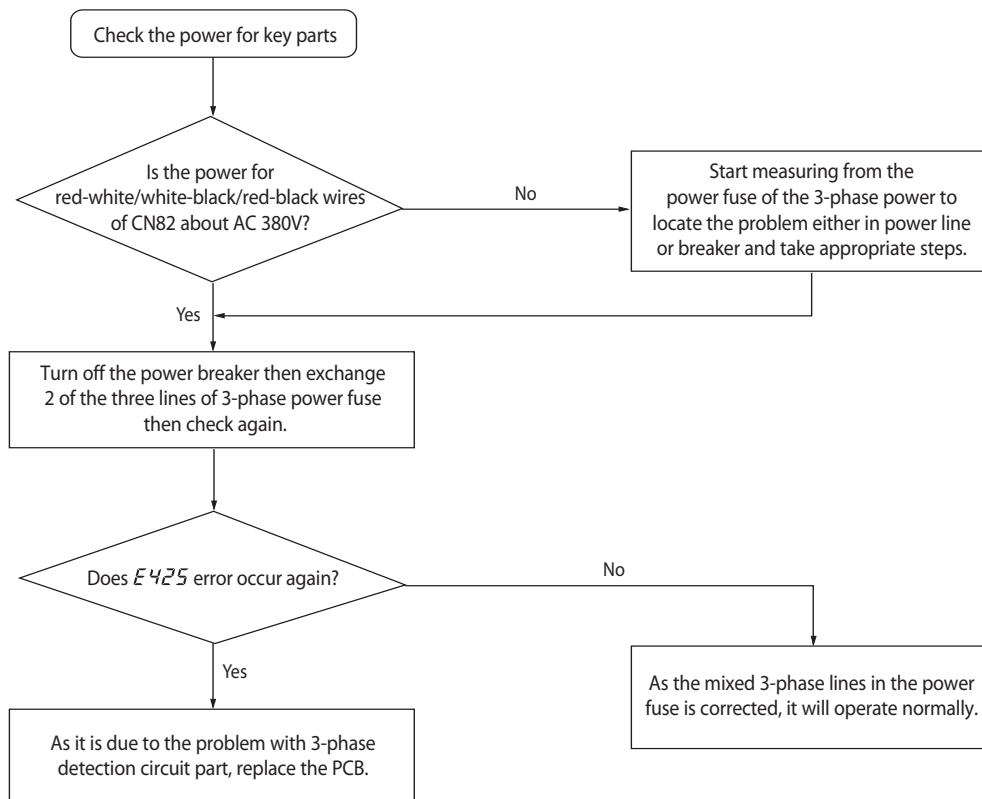 Check the power for key parts
Is the power for
red-white/white-black/red-black wires
of CN82 about AC 380V?
No
Start measuring from the
power fuse of the 3-phase power to
locate the problem either in power line
or breaker and take appropriate steps.
Yes
Turn off the power breaker then exchange
2 of the three lines of 3-phase power fuse
then check again.
Does E425 error occur again?
No
Yes
As the mixed 3-phase lines in the power
fuse is corrected, it will operate normally.
As it is due to the problem with 3-phase
detection circuit part, replace the PCB.